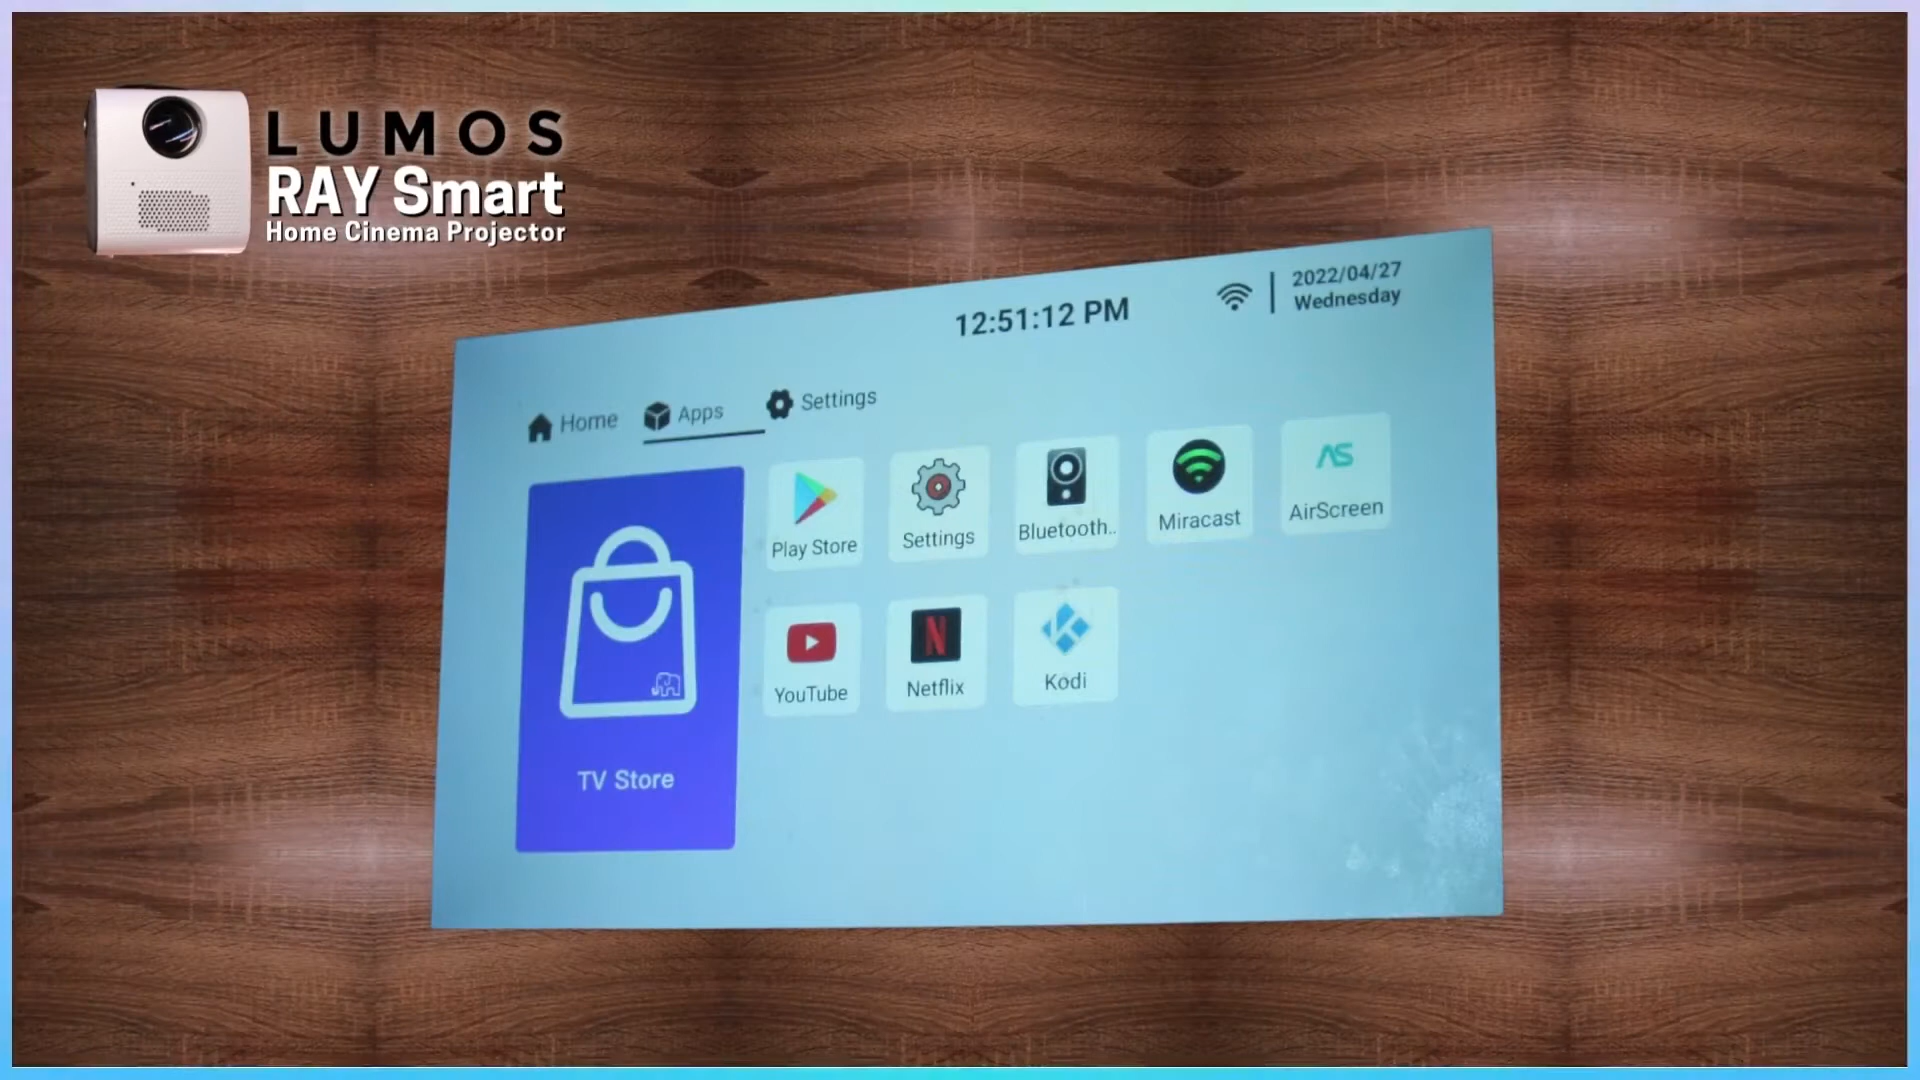 LUMOS
RAY Smart
Home Cinema Projector
12:51:12 PM
2022/04/27
Wednesday
Home
Apps
Settings
Play Store
Settings
Bluetooth..
Miracast
AS
AirScreen
YouTube
N
Netflix
Kodi
TV Store